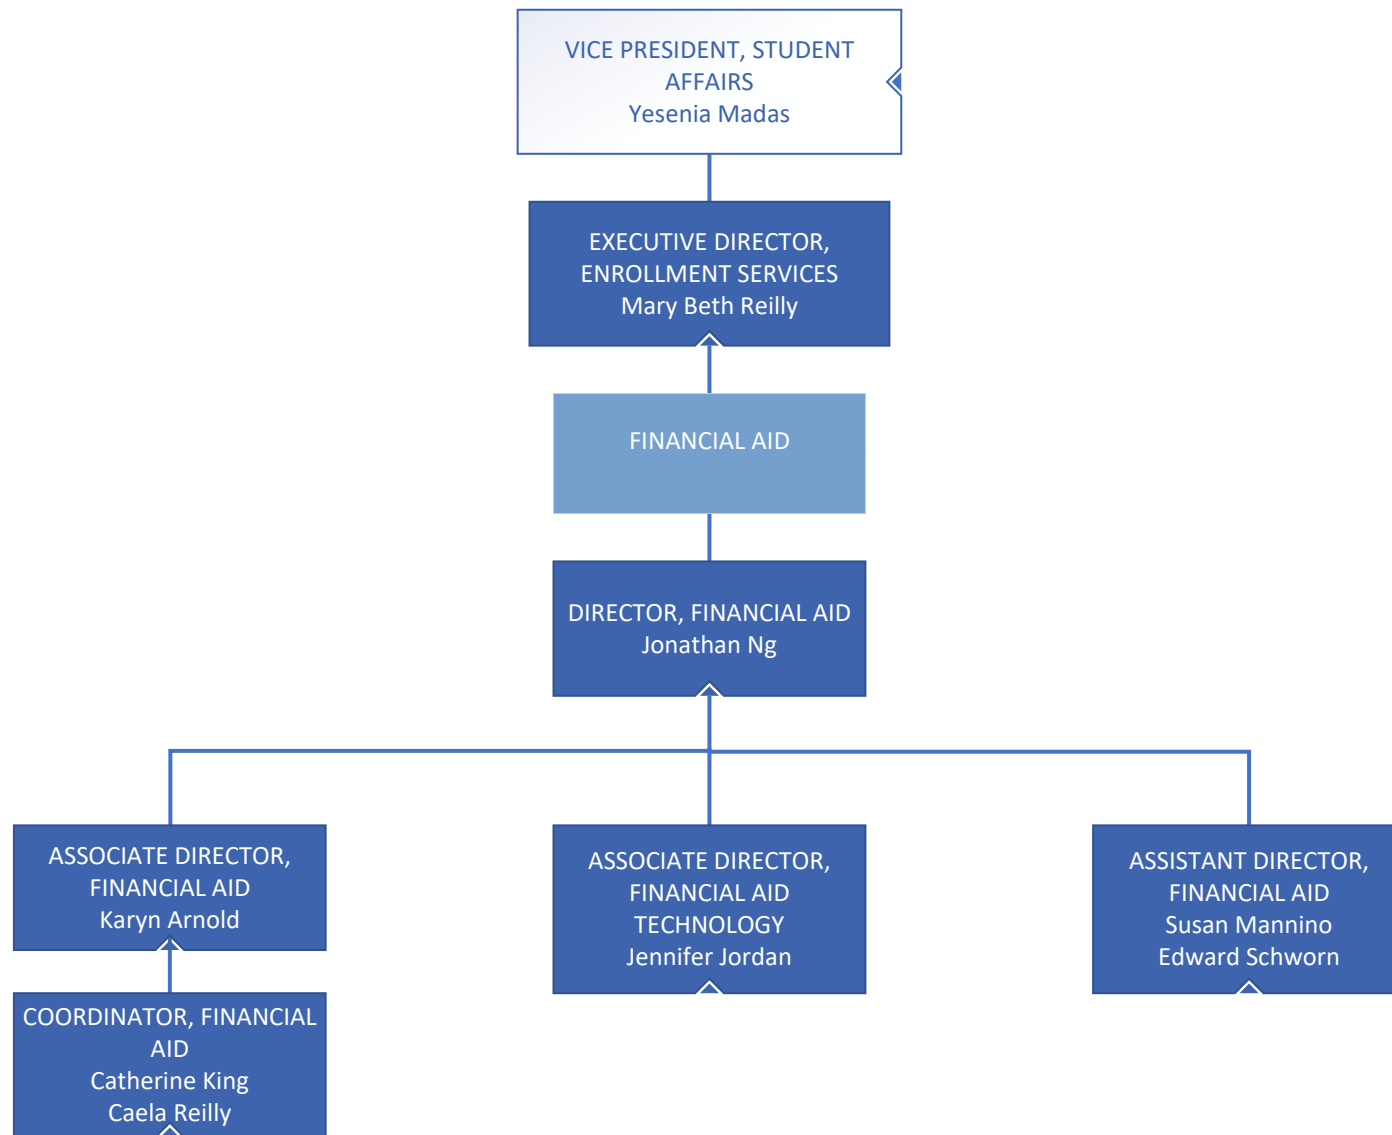 VICE PRESIDENT, STUDENT
AFFAIRS
Yesenia Madas
EXECUTIVE DIRECTOR,
ENROLLMENT SERVICES
Mary Beth Reilly
FINANCIAL AID
DIRECTOR, FINANCIAL AID
Jonathan Ng
ASSOCIATE DIRECTOR,
FINANCIAL AID
Karyn Arnold
ASSOCIATE DIRECTOR,
FINANCIAL AID
TECHNOLOGY
Jennifer Jordan
ASSISTANT DIRECTOR,
FINANCIAL AID
Susan Mannino
Edward Schworn
COORDINATOR, FINANCIAL
AID
Catherine King
Caela Reilly